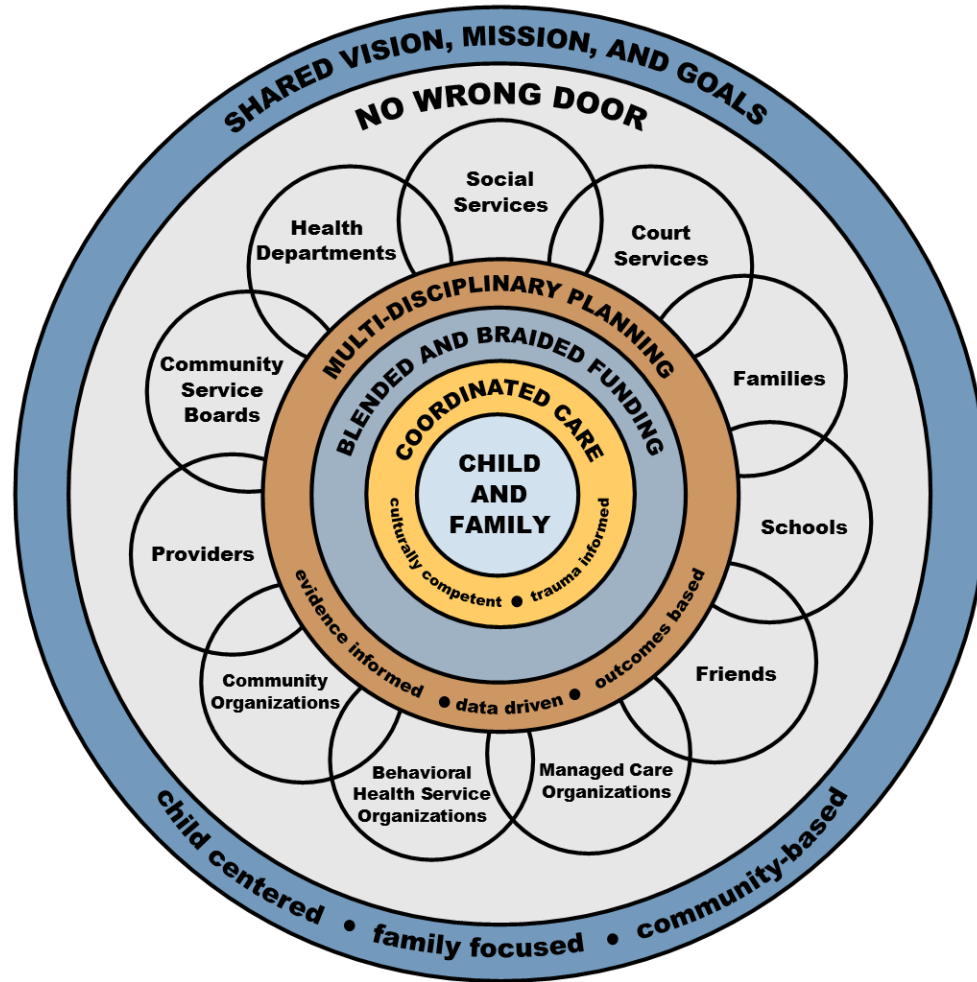 SHARED VISION, MISSION, AND GOALS
NO WRONG DOOR
Social
Services
Court
Services
Families
Schools
Friends
Managed Care
Organizations
Behavioral
Health Service
Organizations
Community
Organizations
Providers
Community
Service
Boards
Health
Departments
MULTI-DISCIPLINARY PLANNING
evidence informed • data driven • outcomes based
BLENDED AND BRAIDED FUNDING
COORDINATED CARE
culturally competent • trauma informed
CHILD
AND
FAMILY
child centered • family focused • community-based